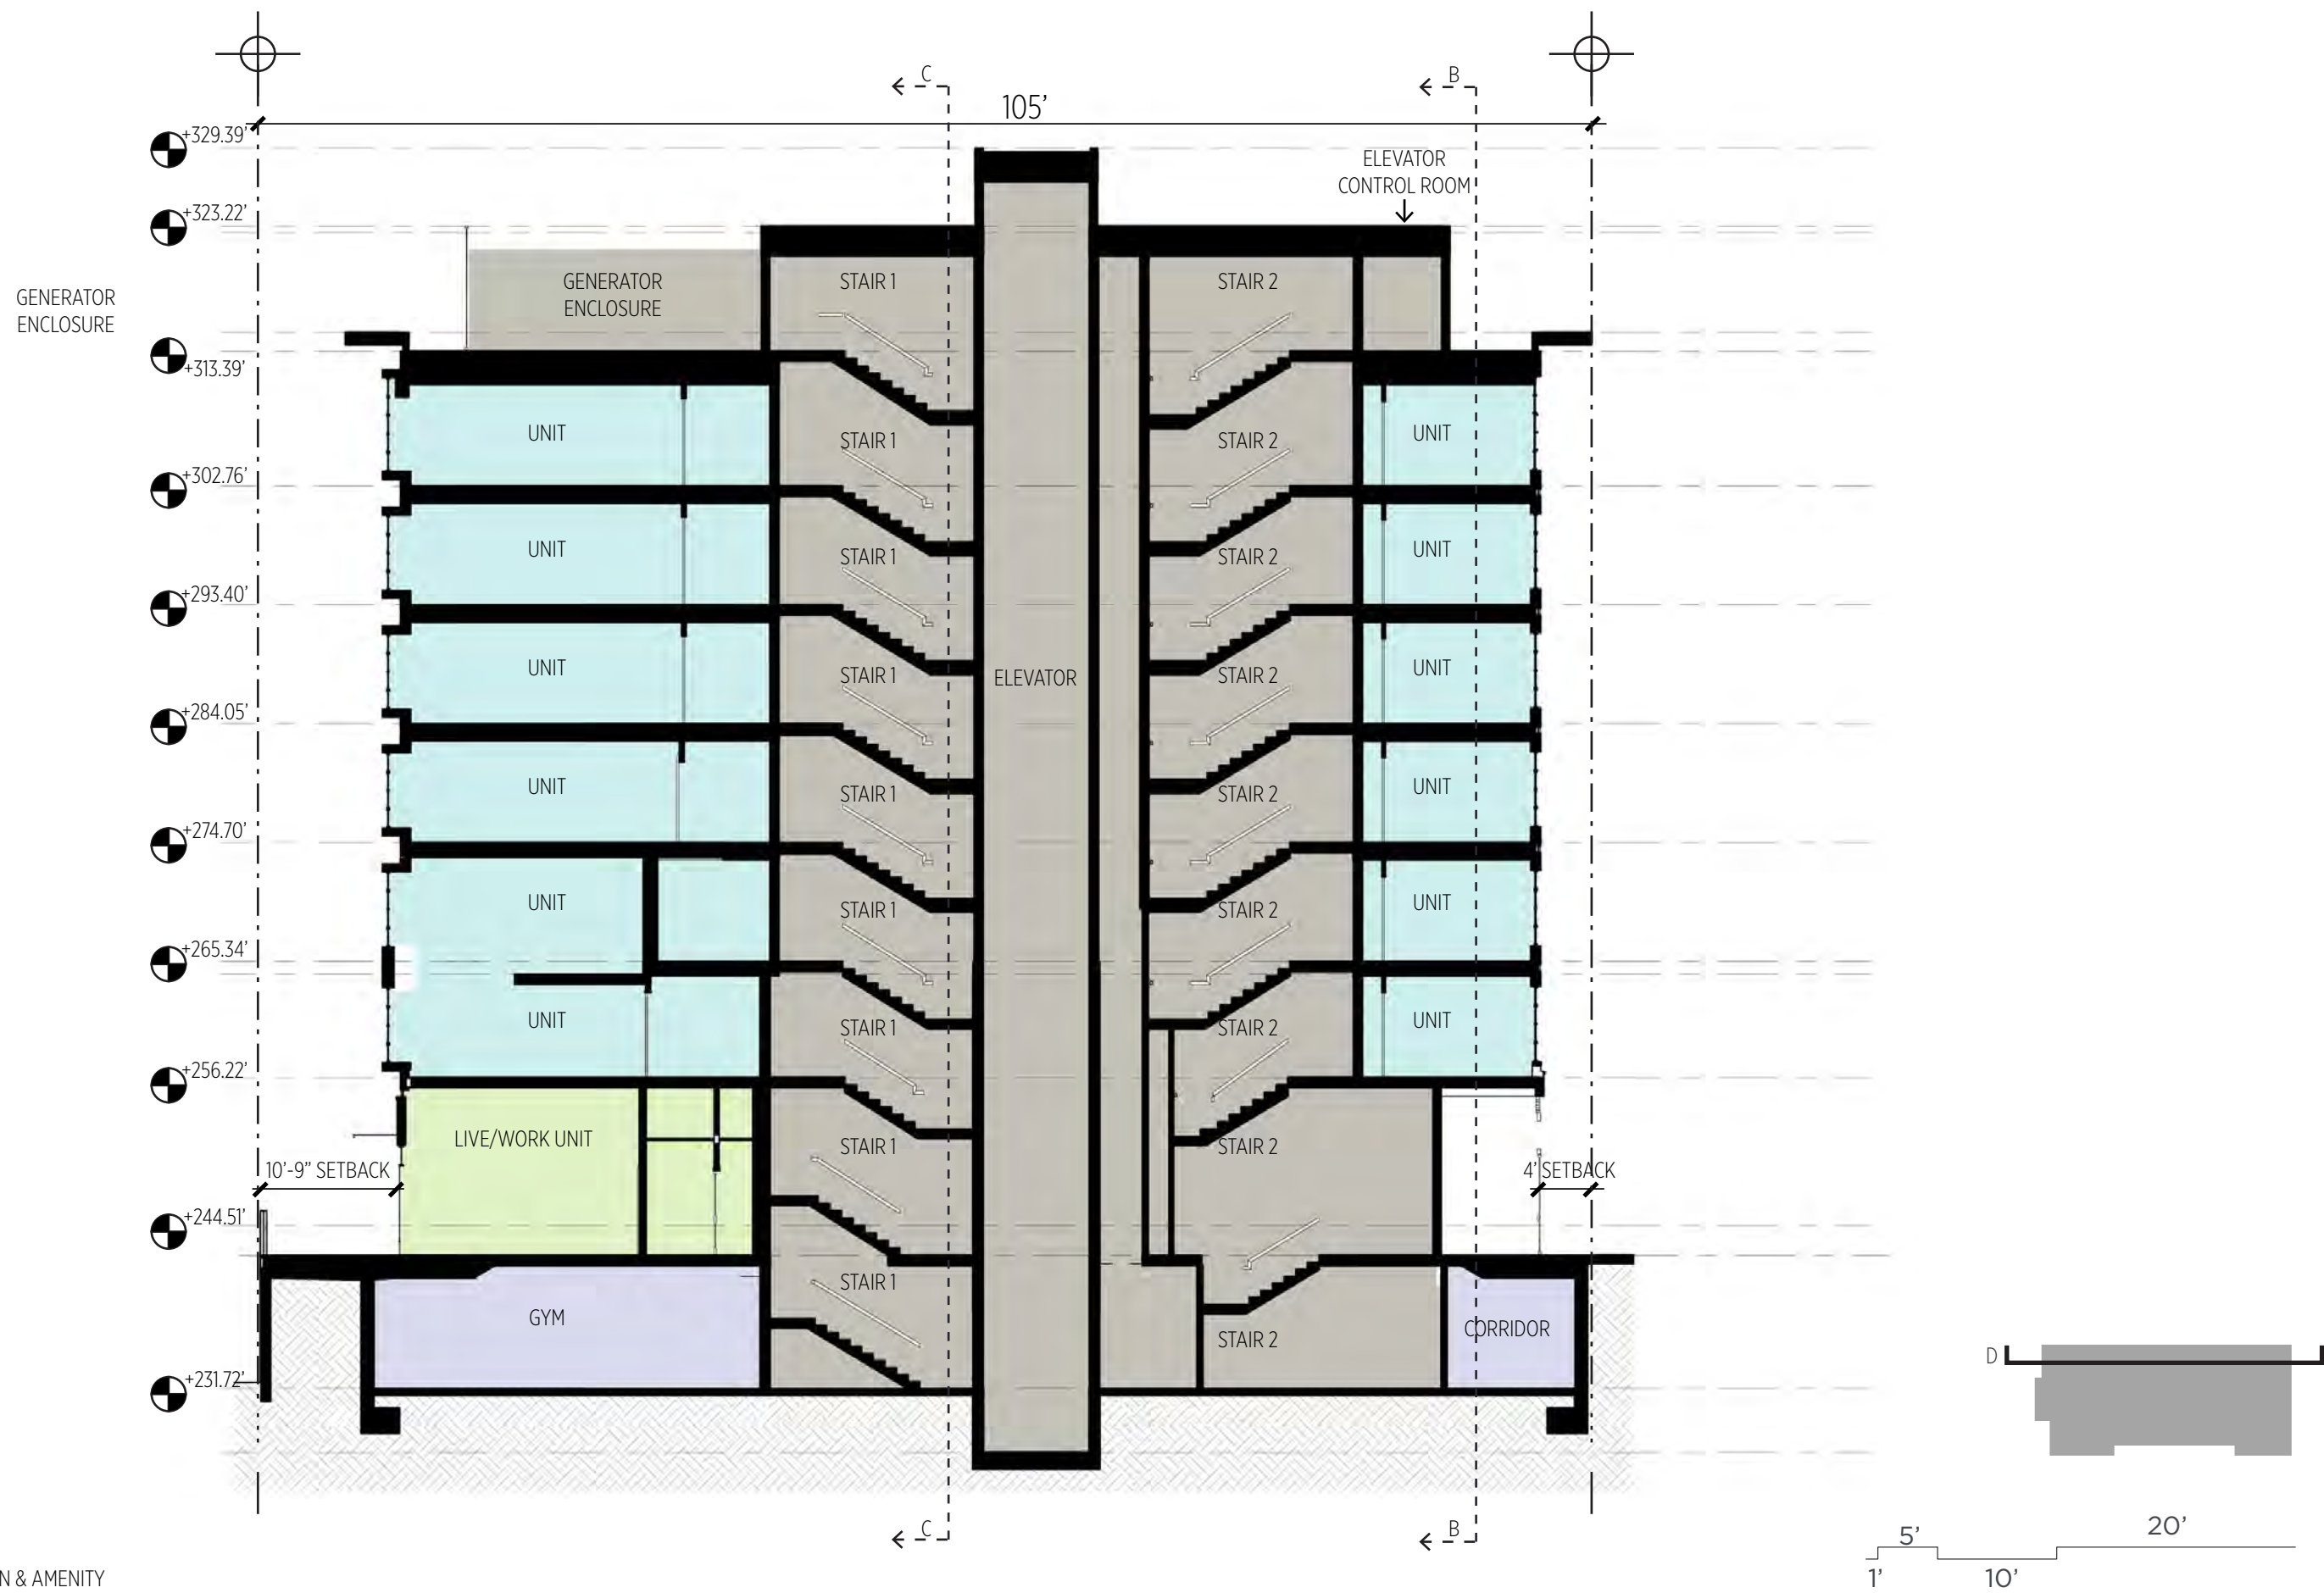 C
B
105’
+329.39’
ELEVATOR
CONTROL ROOM
+323.22’
GENERATOR
ENCLOSURE
GENERATOR
ENCLOSURE
STAIR 1
STAIR 2
+313.39’
UNIT
STAIR 1
STAIR 2
UNIT
+302.76’
UNIT
STAIR 1
STAIR 2
UNIT
+293.40’
UNIT
STAIR 1
ELEVATOR
STAIR 2
UNIT
+284.05’
UNIT
STAIR 1
STAIR 2
UNIT
+274.70’
UNIT
STAIR 1
STAIR 2
UNIT
+265.34’
UNIT
STAIR 1
STAIR 2
UNIT
+256.22’
LIVE/WORK UNIT
STAIR 1
STAIR 2
10’-9” SETBACK
4’ SETBACK
+244.51’
STAIR 1
GYM
STAIR 2
CORRIDOR
+231.72’
D
C
B
5’
20’
1’
10’
N & AMENITY